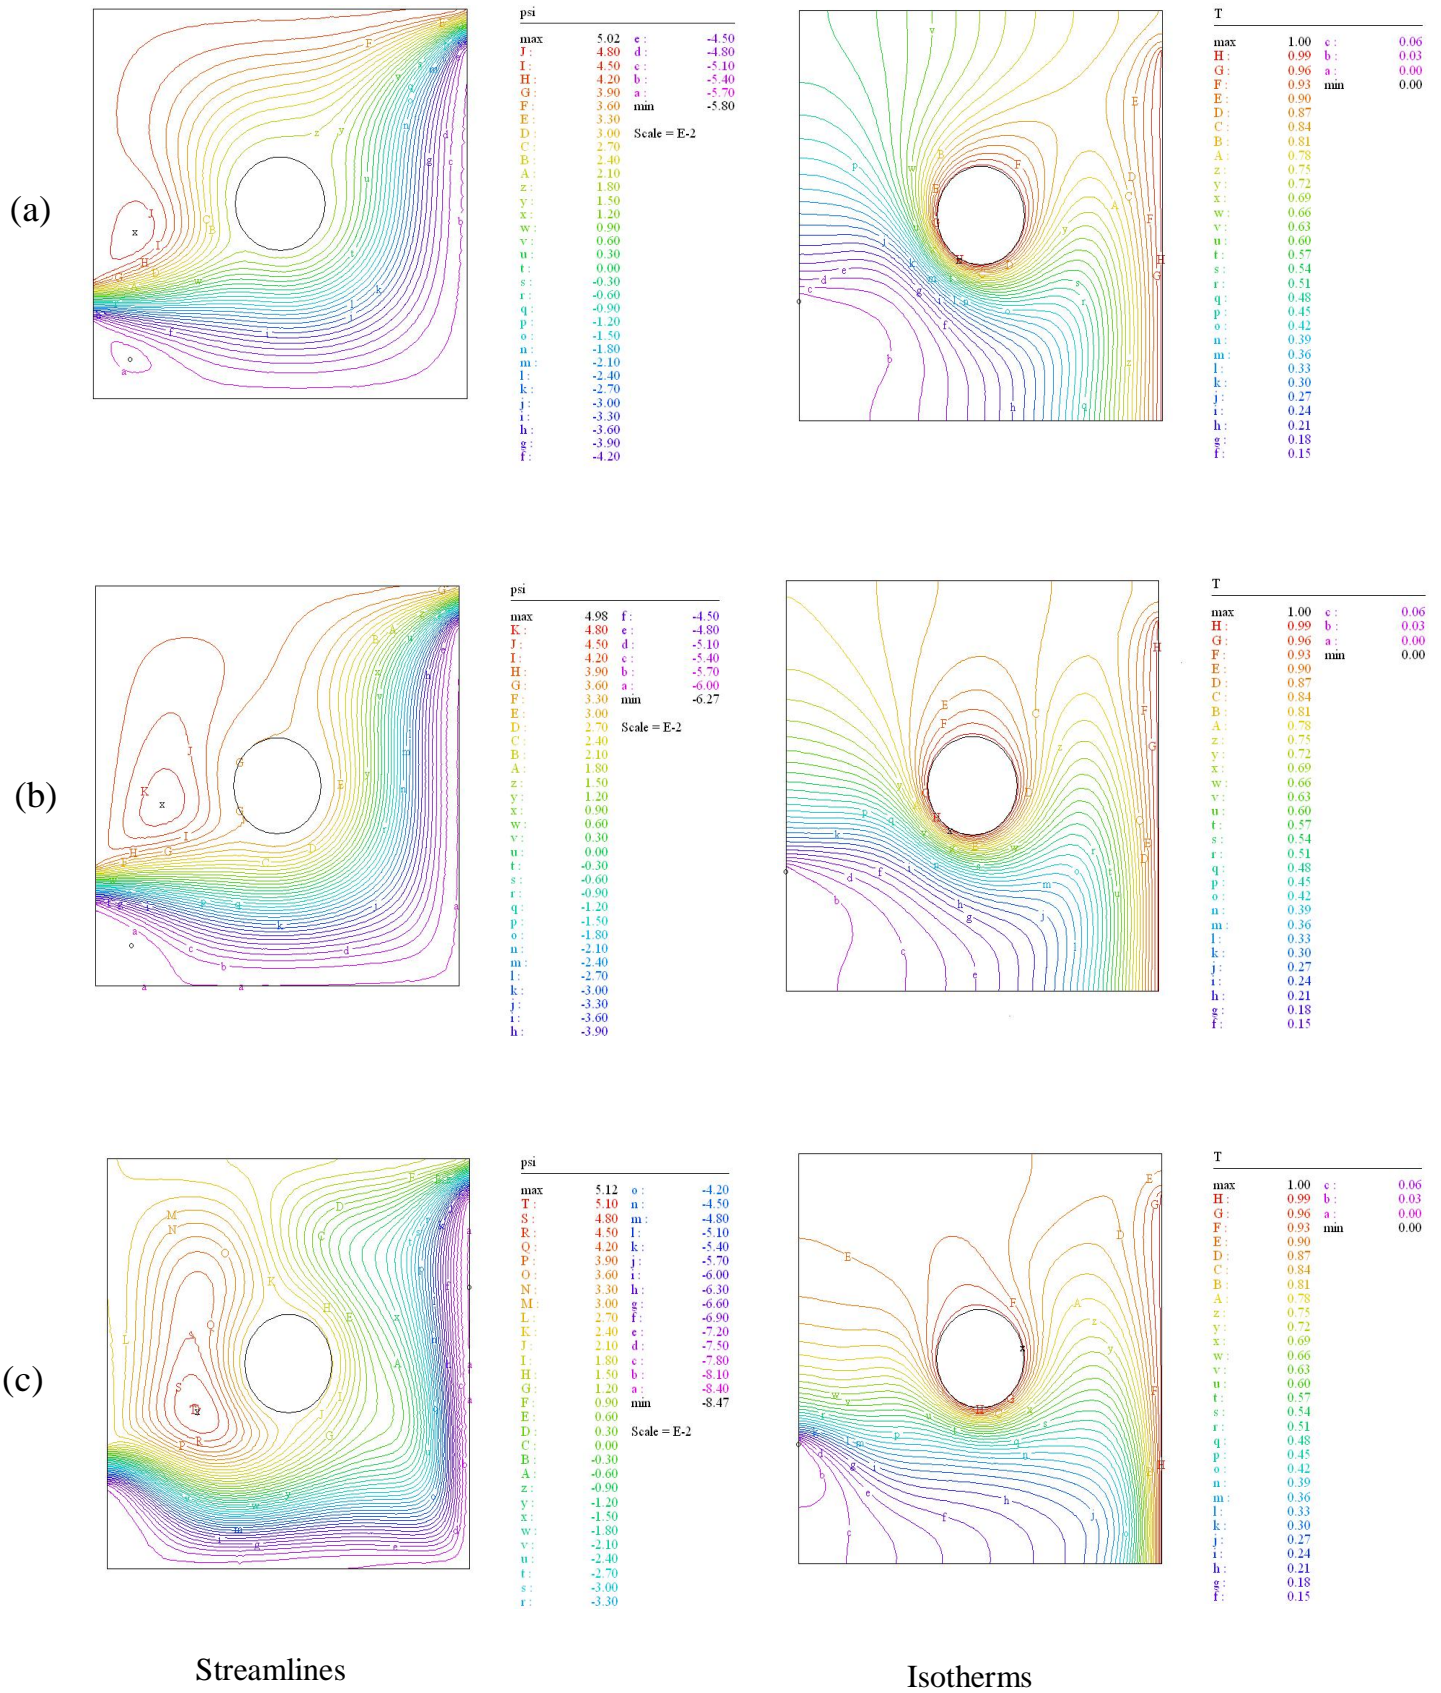 (a)
psi
max 5.02 e : -4.50
J : 4.80 d : -4.80
I : 4.50 c : -5.10
H : 4.20 b : -5.40
G : 3.90 a : -5.70
F : 3.60 min -5.80
E : 3.30
D : 3.00 Scale = E-2
C : 2.70
B : 2.40
A : 2.10
z : 1.80
y : 1.50
x : 1.20
w : 0.90
v : 0.60
u : 0.30
t : 0.00
s : -0.30
r : -0.60
q : -0.90
p : -1.20
o : -1.50
n : -1.80
m : -2.10
l : -2.40
k : -2.70
j : -3.00
i : -3.30
h : -3.60
g : -3.90
f : -4.20
T
max 1.00 c : 0.06
H : 0.99 b : 0.03
G : 0.96 a : 0.00
F : 0.93 min 0.00
E : 0.90
D : 0.87
C : 0.84
B : 0.81
A : 0.78
z : 0.75
y : 0.72
x : 0.69
w : 0.66
v : 0.63
u : 0.60
t : 0.57
s : 0.54
r : 0.51
q : 0.48
p : 0.45
o : 0.42
n : 0.39
m : 0.36
l : 0.33
k : 0.30
j : 0.27
i : 0.24
h : 0.21
g : 0.18
f : 0.15
(b)
psi
max 4.98 f : -4.50
K : 4.80 e : -4.80
J : 4.50 d : -5.10
I : 4.20 c : -5.40
H : 3.90 b : -5.70
G : 3.60 a : -6.00
F : 3.30 min -6.27
E : 3.00
D : 2.70 Scale = E-2
C : 2.40
B : 2.10
A : 1.80
z : 1.50
y : 1.20
x : 0.90
w : 0.60
v : 0.30
u : 0.00
t : -0.30
s : -0.60
r : -0.90
q : -1.20
p : -1.50
o : -1.80
n : -2.10
m : -2.40
l : -2.70
k : -3.00
j : -3.30
i : -3.60
h : -3.90
T
max 1.00 c : 0.06
H : 0.99 b : 0.03
G : 0.96 a : 0.00
F : 0.93 min 0.00
E : 0.90
D : 0.87
C : 0.84
B : 0.81
A : 0.78
z : 0.75
y : 0.72
x : 0.69
w : 0.66
v : 0.63
u : 0.60
t : 0.57
s : 0.54
r : 0.51
q : 0.48
p : 0.45
o : 0.42
n : 0.39
m : 0.36
l : 0.33
k : 0.30
j : 0.27
i : 0.24
h : 0.21
g : 0.18
f : 0.15
(c)
psi
max 5.12 o : -4.20
T : 5.10 n : -4.50
S : 4.80 m : -4.80
R : 4.50 l : -5.10
Q : 4.20 k : -5.40
P : 3.90 j : -5.70
O : 3.60 i : -6.00
N : 3.30 h : -6.30
M : 3.00 g : -6.60
L : 2.70 f : -6.90
K : 2.40 e : -7.20
J : 2.10 d : -7.50
I : 1.80 c : -7.80
H : 1.50 b : -8.10
G : 1.20 a : -8.40
F : 0.90 min -8.47
E : 0.60
D : 0.30 Scale = E-2
C : 0.00
B : -0.30
A : -0.60
z : -0.90
y : -1.20
x : -1.50
w : -1.80
v : -2.10
u : -2.40
t : -2.70
s : -3.00
r : -3.30
T
max 1.00 c : 0.06
H : 0.99 b : 0.03
G : 0.96 a : 0.00
F : 0.93 min 0.00
E : 0.90
D : 0.87
C : 0.84
B : 0.81
A : 0.78
z : 0.75
y : 0.72
x : 0.69
w : 0.66
v : 0.63
u : 0.60
t : 0.57
s : 0.54
r : 0.51
q : 0.48
p : 0.45
o : 0.42
n : 0.39
m : 0.36
l : 0.33
k : 0.30
j : 0.27
i : 0.24
h : 0.21
g : 0.18
f : 0.15
Streamlines
Isotherms